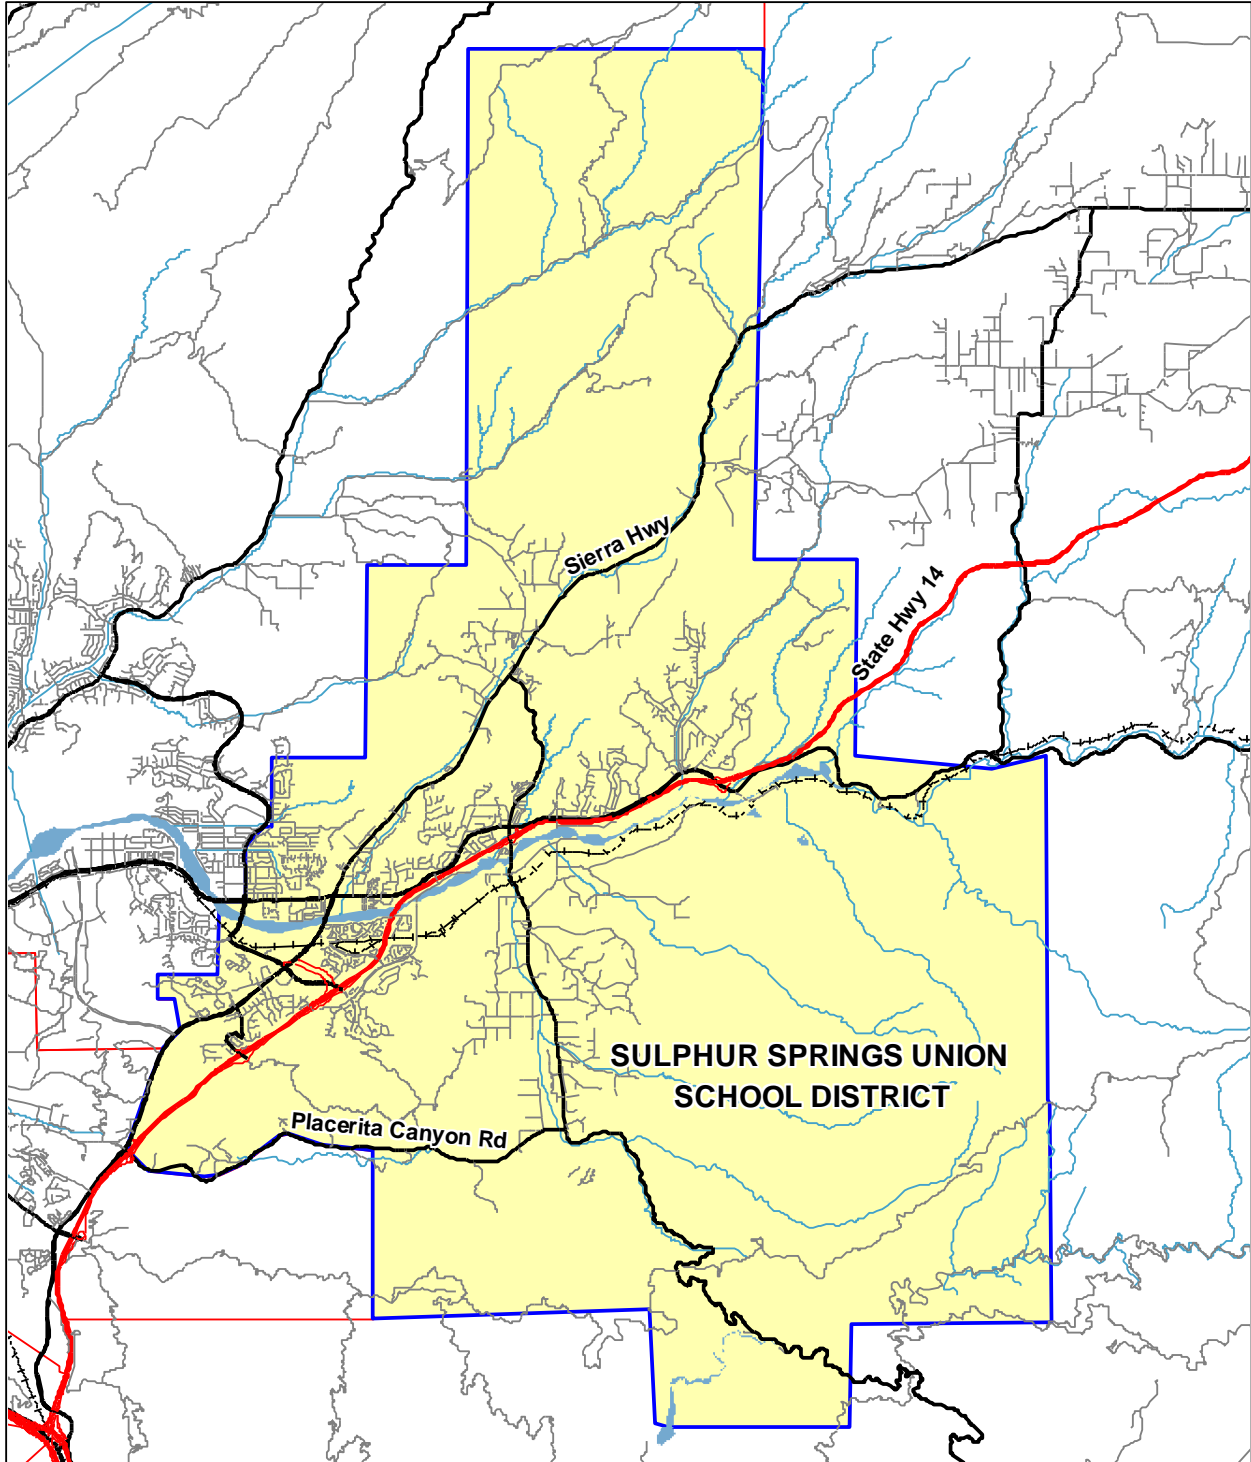 Sierra Hwy
State Hwy 14
SULPHUR SPRINGS UNION
SCHOOL DISTRICT
Placerita Canyon Rd